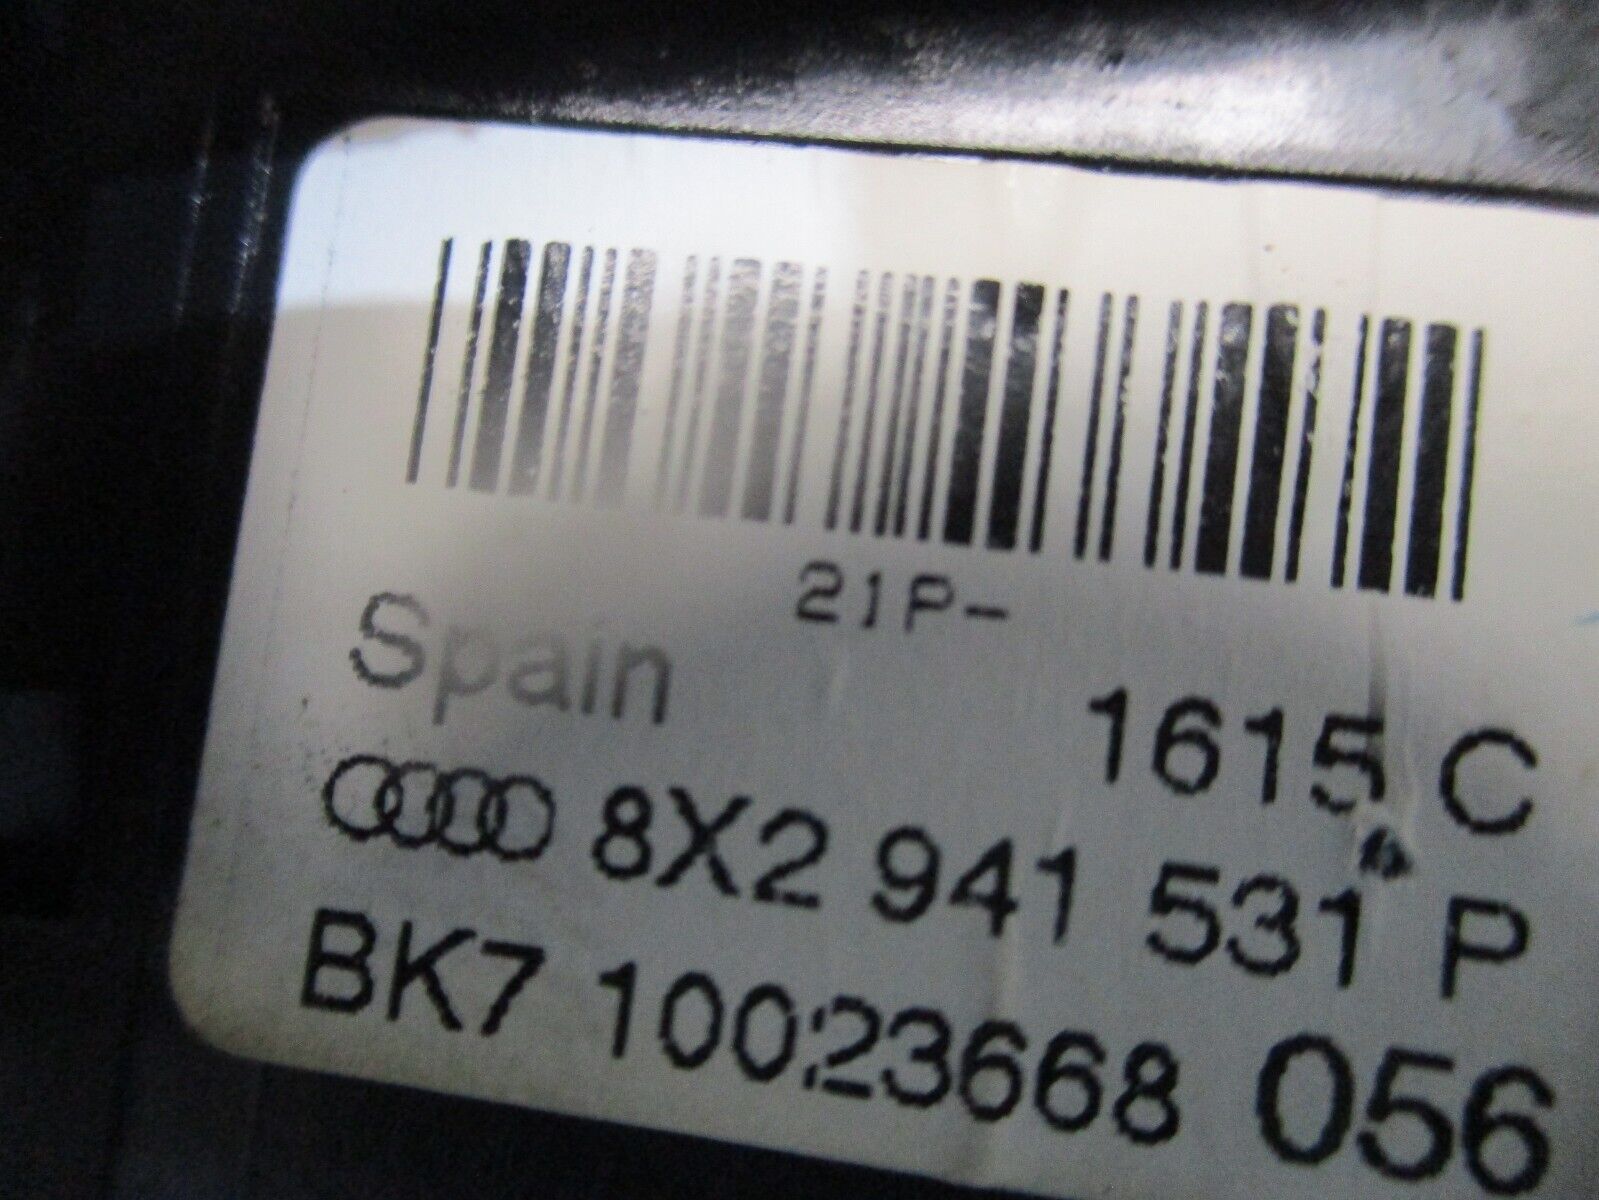 21P-
Spain
1615 C
8X2 941 531 P
BK7 10023668 056